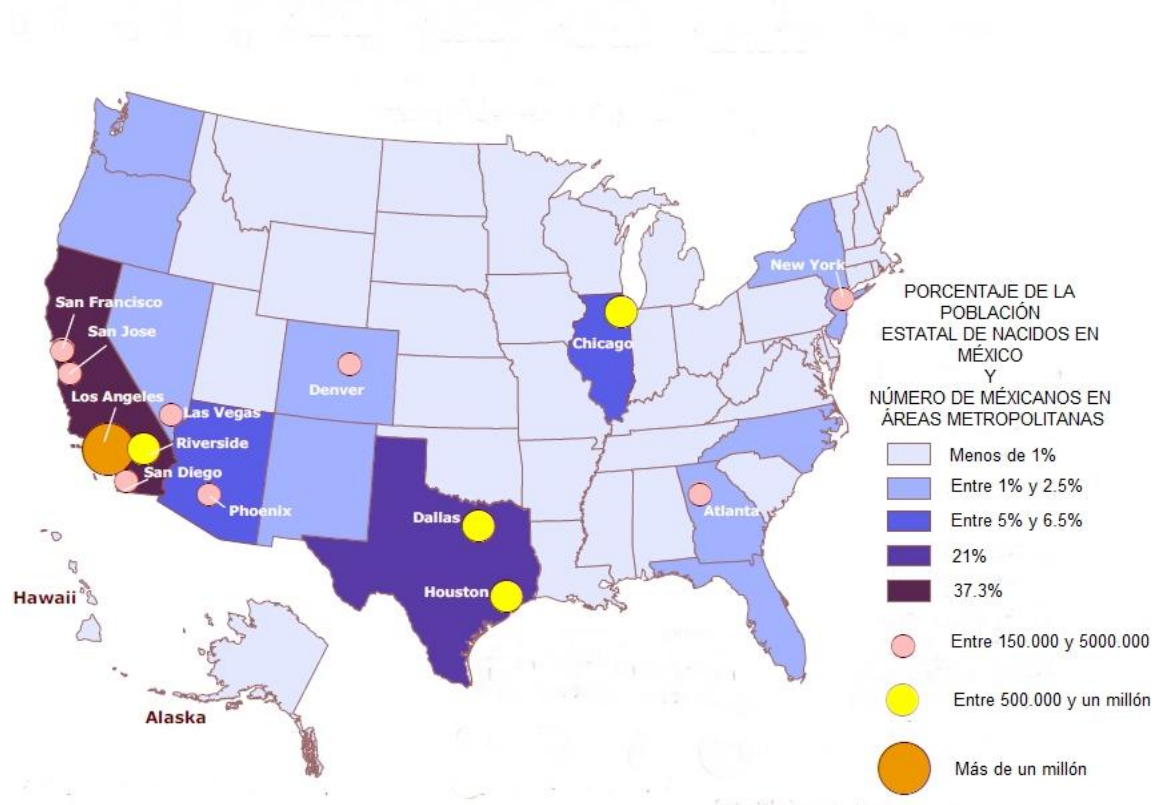 San Francisco
San Jose
Los Angeles
Las Vegas
Riverside
San Diego
Phoenix
Denver
Dallas
Houston
Chicago
Atlanta
New York
Hawaii
Alaska
PORCENTAJE DE LA
POBLACIÓN
ESTATAL DE NACIDOS EN
MÉXICO
Y
NÚMERO DE MÉXICANOS EN
ÁREAS METROPOLITANAS
Menos de 1%
Entre 1% y 2.5%
Entre 5% y 6.5%
21%
37.3%
Entre 150.000 y 5000.000
Entre 500.000 y un millón
Más de un millón